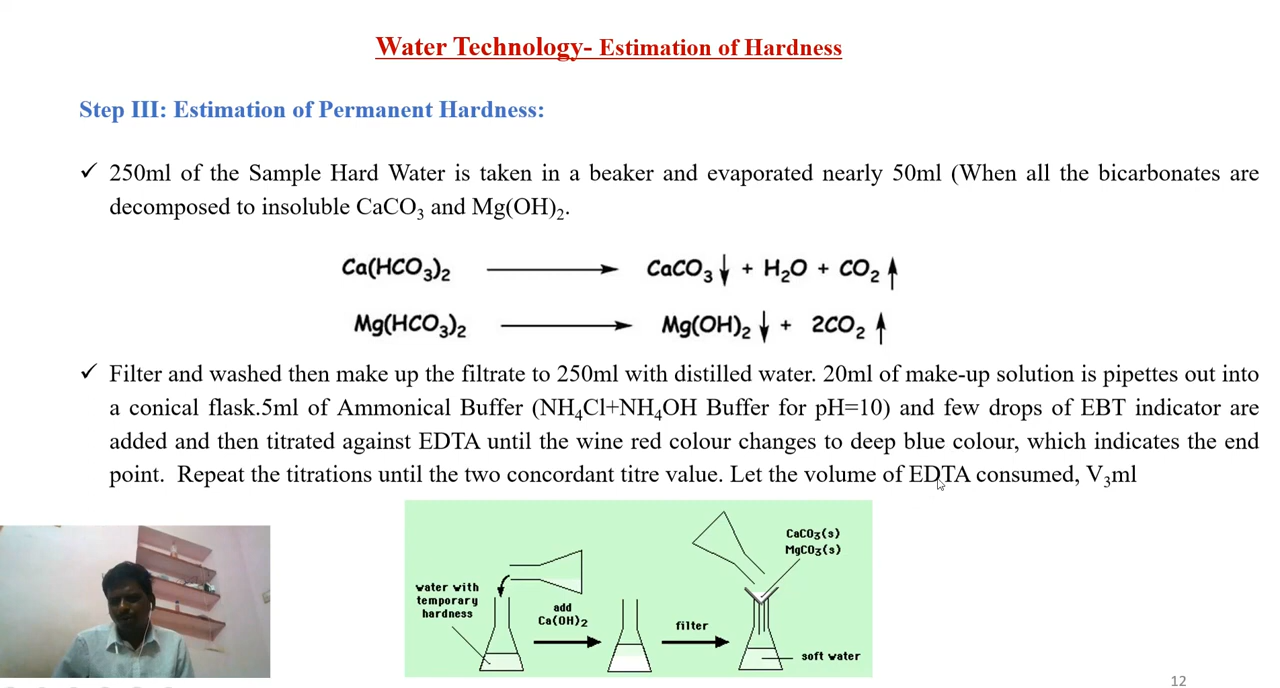 Water Technology- Estimation of Hardness
Step III: Estimation of Permanent Hardness:
✓ 250ml of the Sample Hard Water is taken in a beaker and evaporated nearly 50ml (When all the bicarbonates are
decomposed to insoluble CaCO₃ and Mg(OH)₂.
Ca(HCO₃)₂ ⟶ CaCO₃↓ + H₂O + CO₂↑
Mg(HCO₃)₂ ⟶ Mg(OH)₂↓ + 2CO₂↑
✓ Filter and washed then make up the filtrate to 250ml with distilled water. 20ml of make-up solution is pipettes out into
a conical flask.5ml of Ammonical Buffer (NH₄Cl+NH₄OH Buffer for pH=10) and few drops of EBT indicator are
added and then titrated against EDTA until the wine red colour changes to deep blue colour, which indicates the end
point. Repeat the titrations until the two concordant titre value. Let the volume of EDTA consumed, V₃ml
CaCO₃(s)
MgCO₃(s)
water with
temporary
hardness
add
Ca(OH)₂
filter
soft water
12